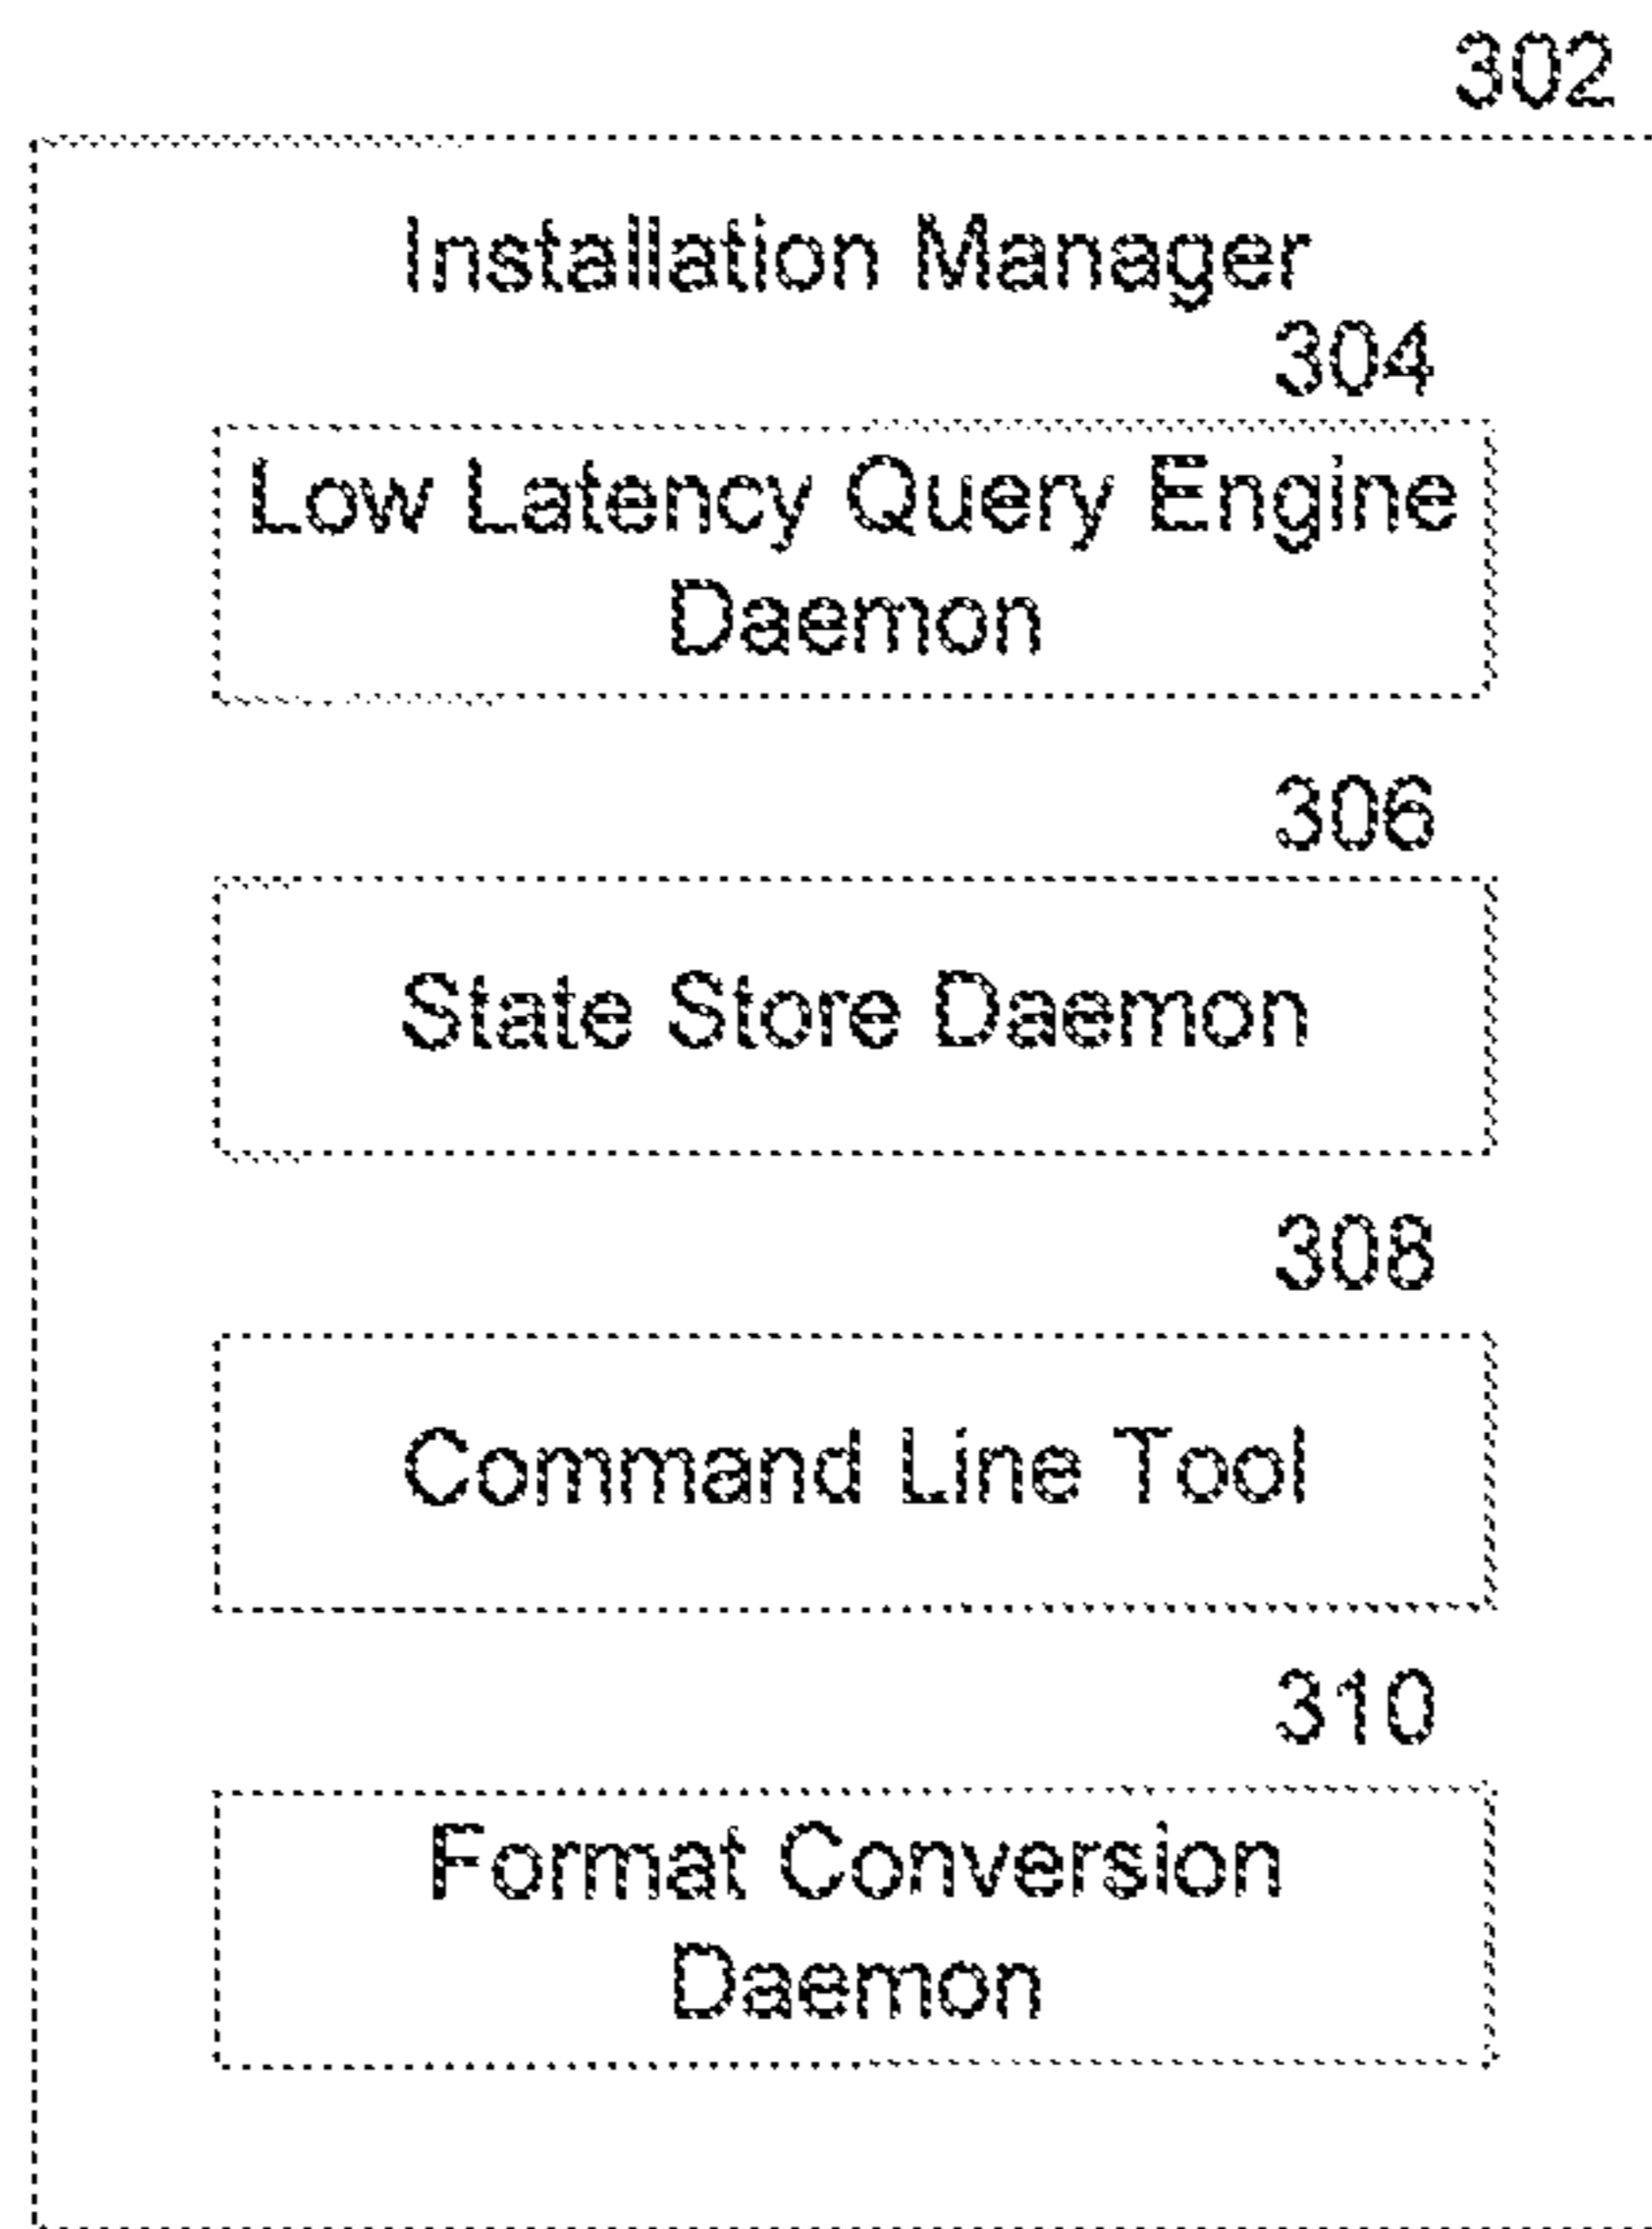 302
Installation Manager
304
Low Latency Query Engine
Daemon
306
State Store Daemon
308
Command Line Tool
310
Format Conversion
Daemon